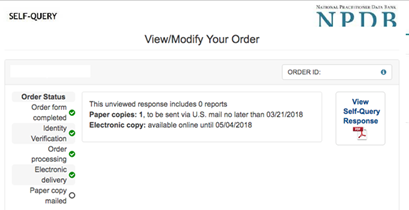 SELF-QUERY
NATIONAL PRACTITIONER DATA BANK
NPDB
View/Modify Your Order
ORDER ID:
Order Status
Order form
completed
Identity
Verification
Order
processing
Electronic
delivery
Paper copy
mailed
This unviewed response includes 0 reports
Paper copies: 1, to be sent via U.S. mail no later than 03/21/2018
Electronic copy: available online until 05/04/2018
View
Self-Query
Response